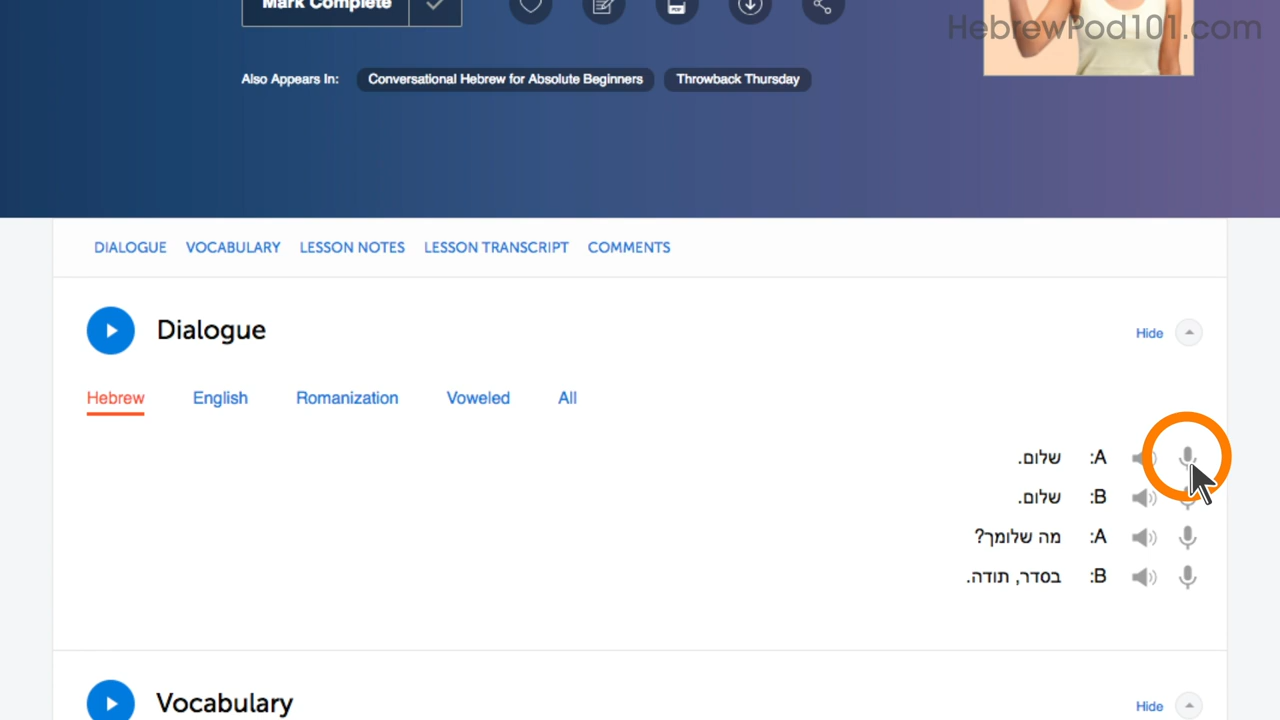 Mark Complete
HebrewPod101.com
Also Appears In: Conversational Hebrew for Absolute Beginners Throwback Thursday
DIALOGUE VOCABULARY LESSON NOTES LESSON TRANSCRIPT COMMENTS
Dialogue
Hide
Hebrew English Romanization Voweled All
A: שלום.
B: שלום.
A: מה שלומך?
B: בסדר, תודה.
Vocabulary
Hide